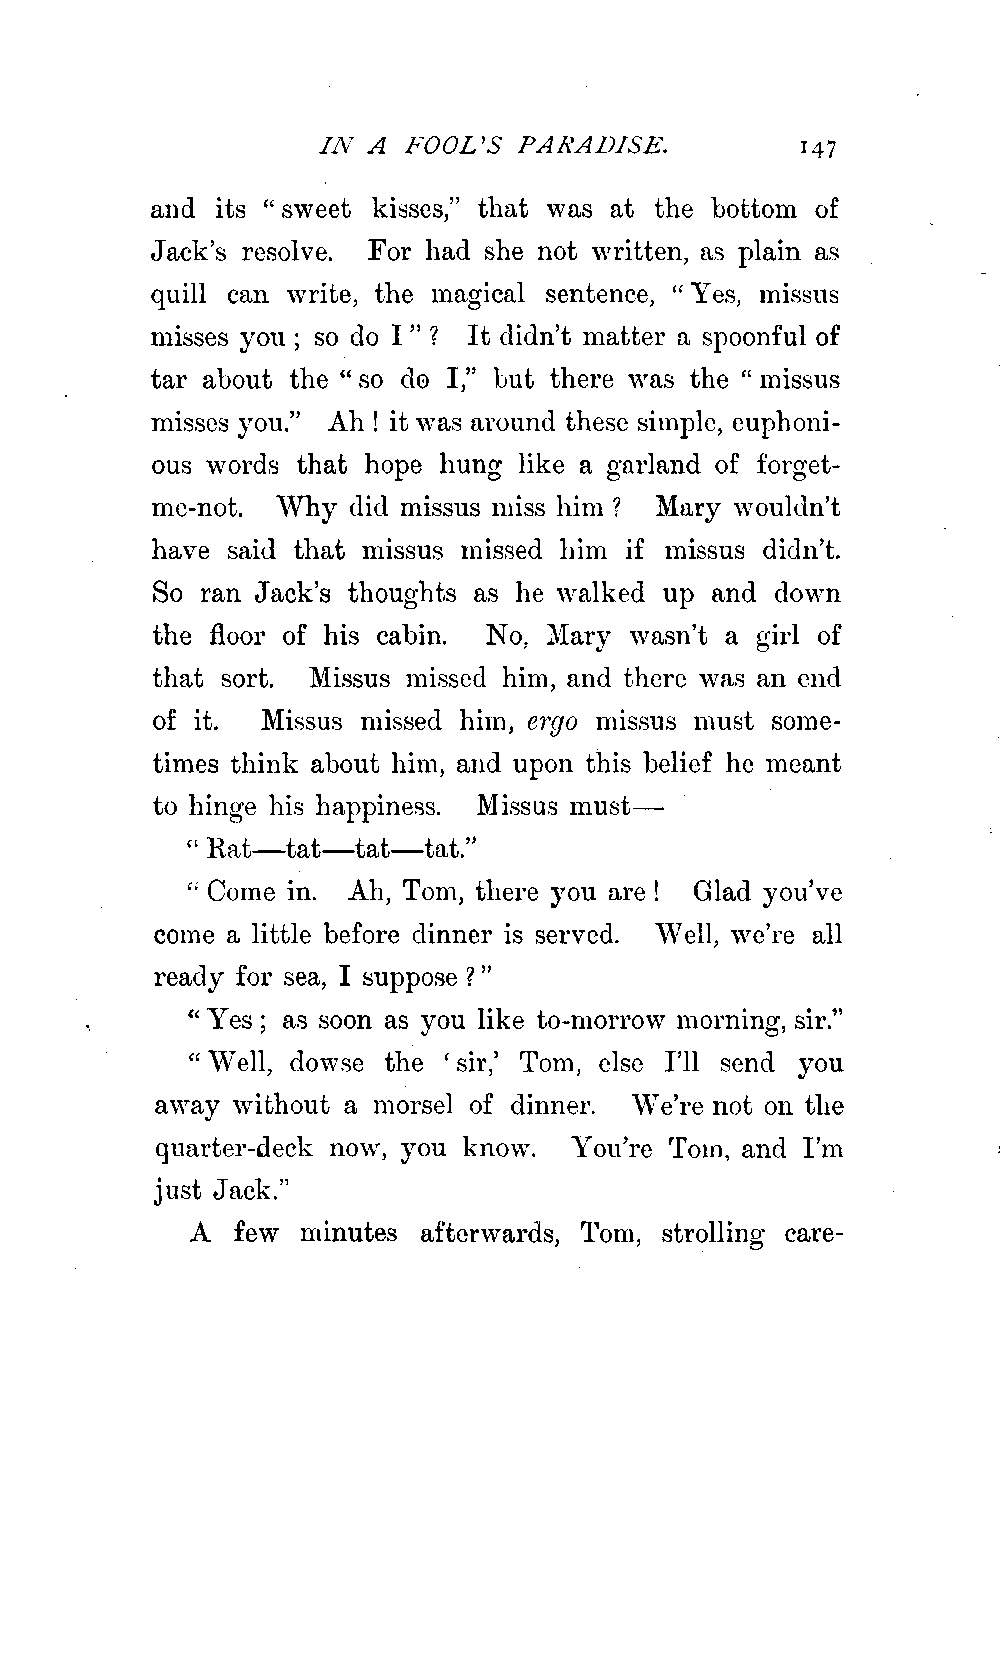 IN A FOOL'S PARADISE. 147
and its “sweet kisses,” that was at the bottom of
Jack's resolve. For had she not written, as plain as
quill can write, the magical sentence, “Yes, missus
misses you; so do I”? It didn't matter a spoonful of
tar about the “so do I,” but there was the “missus
misses you.” Ah! it was around these simple, euphoni-
ous words that hope hung like a garland of forget-
me-not. Why did missus miss him? Mary wouldn't
have said that missus missed him if missus didn't.
So ran Jack's thoughts as he walked up and down
the floor of his cabin. No, Mary wasn't a girl of
that sort. Missus missed him, and there was an end
of it. Missus missed him, ergo missus must some-
times think about him, and upon this belief he meant
to hinge his happiness. Missus must—
“Rat—tat—tat—tat.”
“Come in. Ah, Tom, there you are! Glad you've
come a little before dinner is served. Well, we're all
ready for sea, I suppose?”
“Yes; as soon as you like to-morrow morning, sir.”
“Well, dowse the ‘sir,’ Tom, else I'll send you
away without a morsel of dinner. We're not on the
quarter-deck now, you know. You're Tom, and I'm
just Jack.”
A few minutes afterwards, Tom, strolling care-